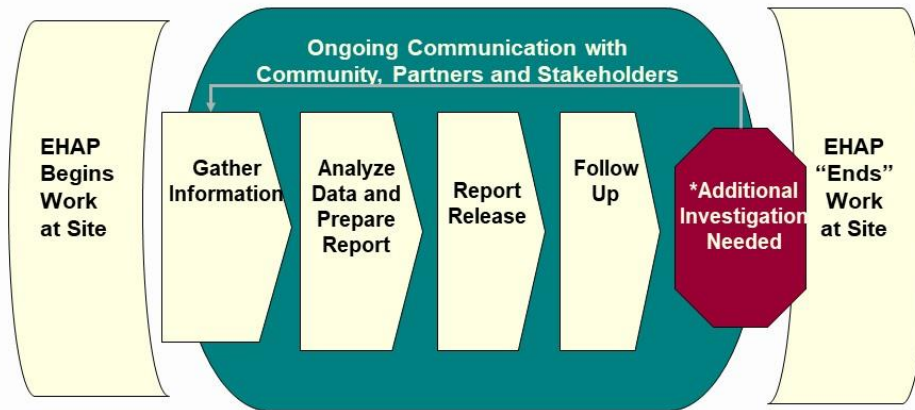 Ongoing Communication with
Community, Partners and Stakeholders
EHAP
Begins
Work
at Site
Gather
Information
Analyze
Data and
Prepare
Report
Report
Release
Follow
Up
*Additional
Investigation
Needed
EHAP
“Ends”
Work
at Site